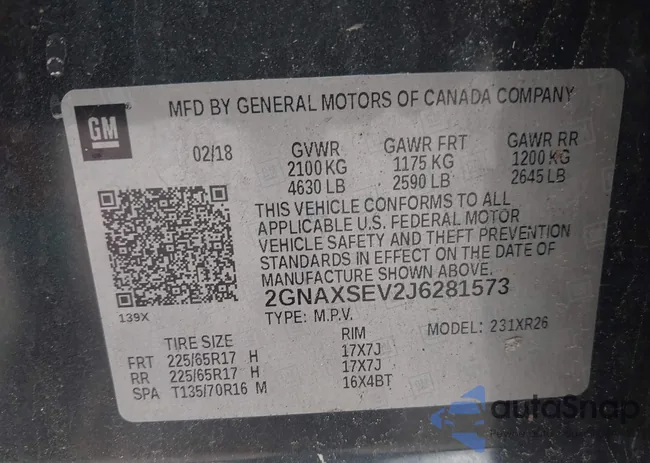 GM
MFD BY GENERAL MOTORS OF CANADA COMPANY
02/18 GVWR GAWR FRT GAWR RR
2100 KG 1175 KG 1200 KG
4630 LB 2590 LB 2645 LB
THIS VEHICLE CONFORMS TO ALL
APPLICABLE U.S. FEDERAL MOTOR
VEHICLE SAFETY AND THEFT PREVENTION
STANDARDS IN EFFECT ON THE DATE OF
MANUFACTURE SHOWN ABOVE.
2GNAXSEV2J6281573
139X
TYPE: M.P.V. MODEL: 231XR26
TIRE SIZE RIM
FRT 225/65R17 H 17X7J
RR 225/65R17 H 17X7J
SPA T135/70R16 M 16X4BT
autoSnap